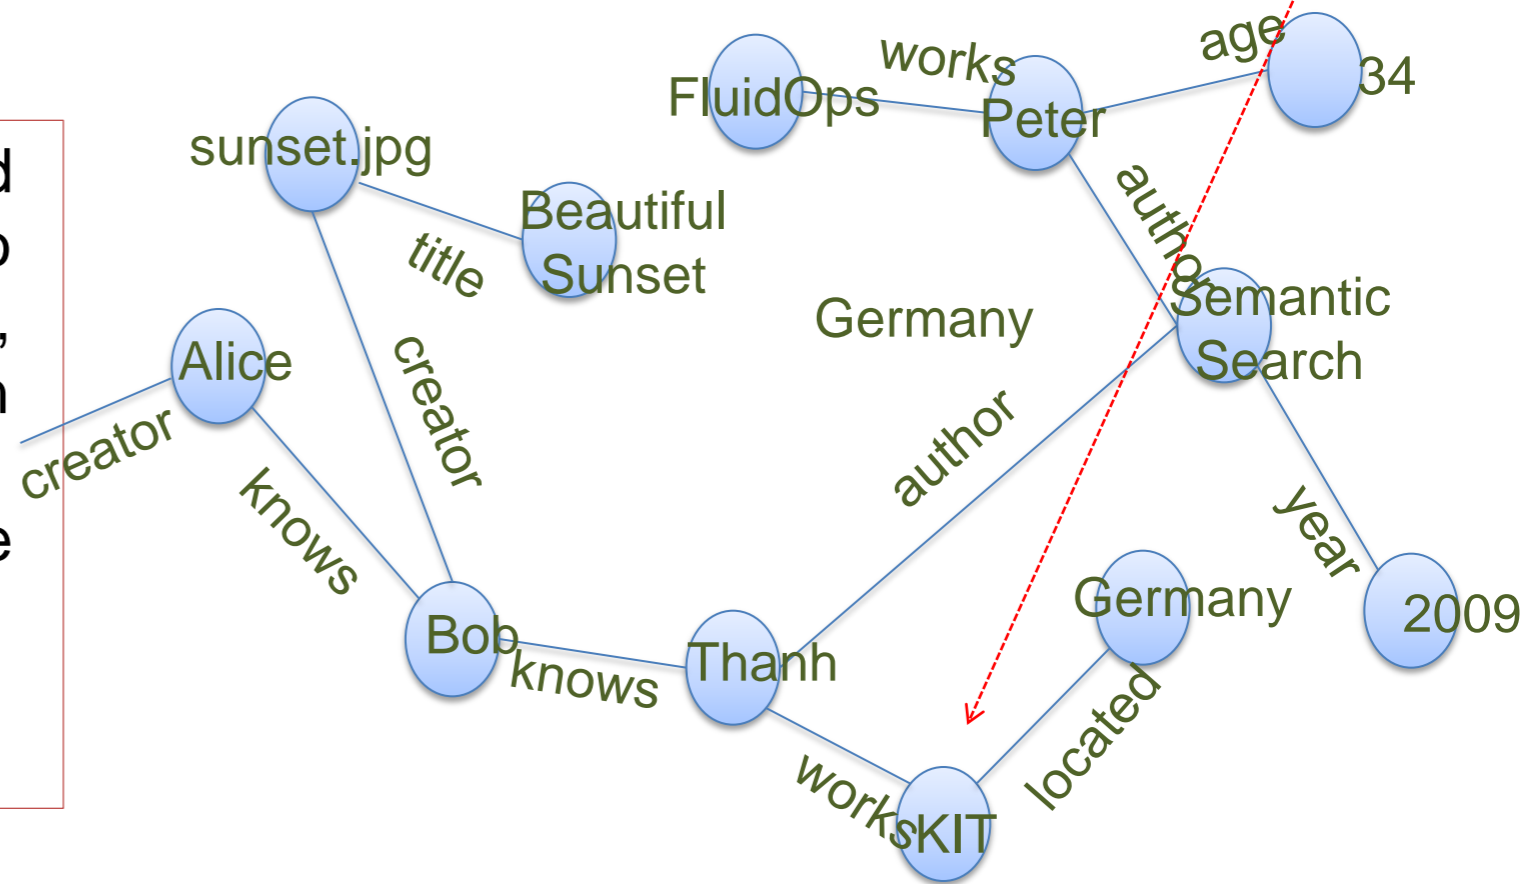 age
works
34
FluidOps
Peter
sunset.jpg
author
Beautiful
Sunset
title
Semantic
Search
Germany
Alice
creator
creator
author
knows
year
Germany
2009
Bob
knows
Thanh
located
works
KIT